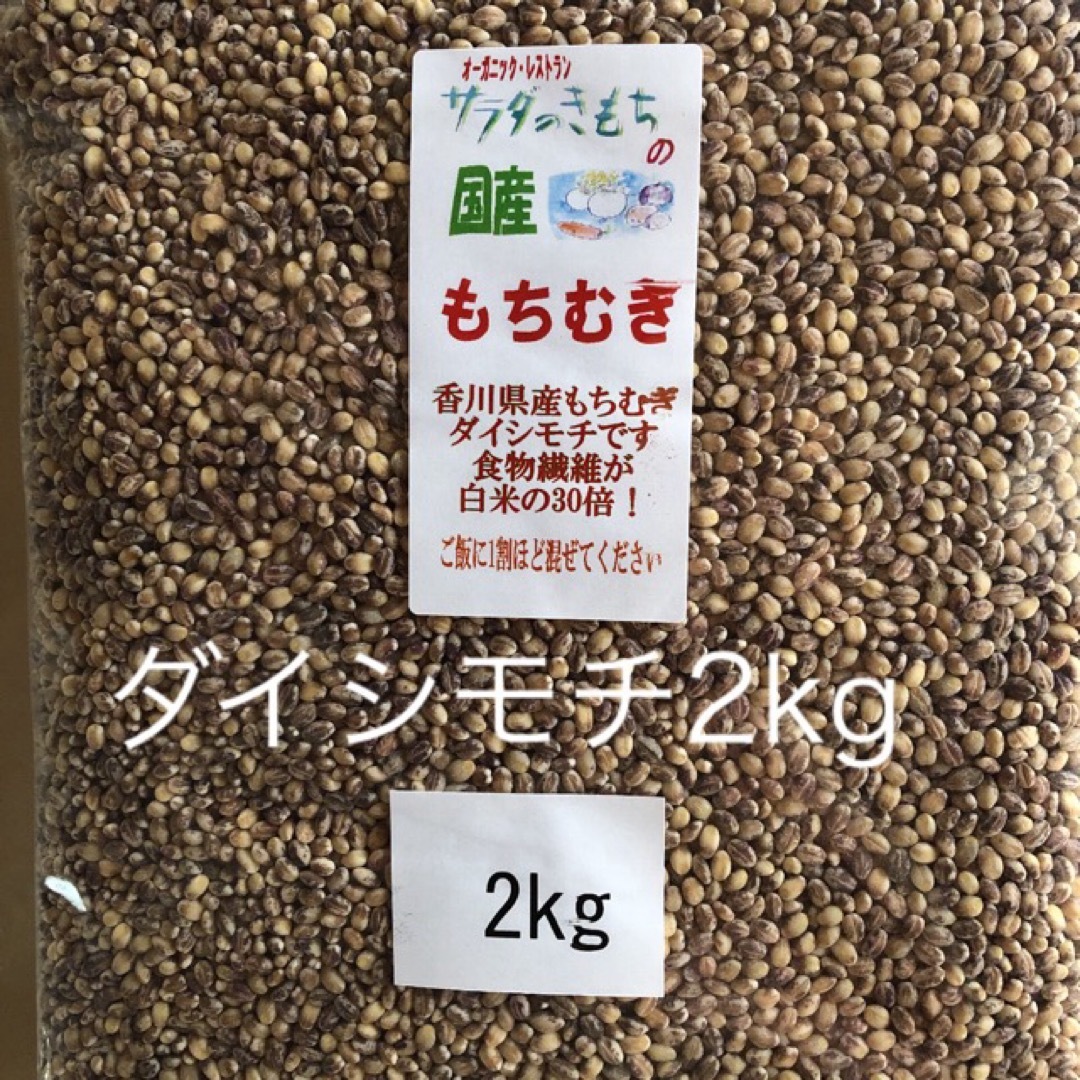 オーガニック・レストラン
サラダのきもち
の
国産
もちむぎ
香川県産もちむぎ
ダイシモチです
食物繊維が
白米の30倍！
ご飯に1割ほど混ぜてください
ダイシモチ2kg
2kg